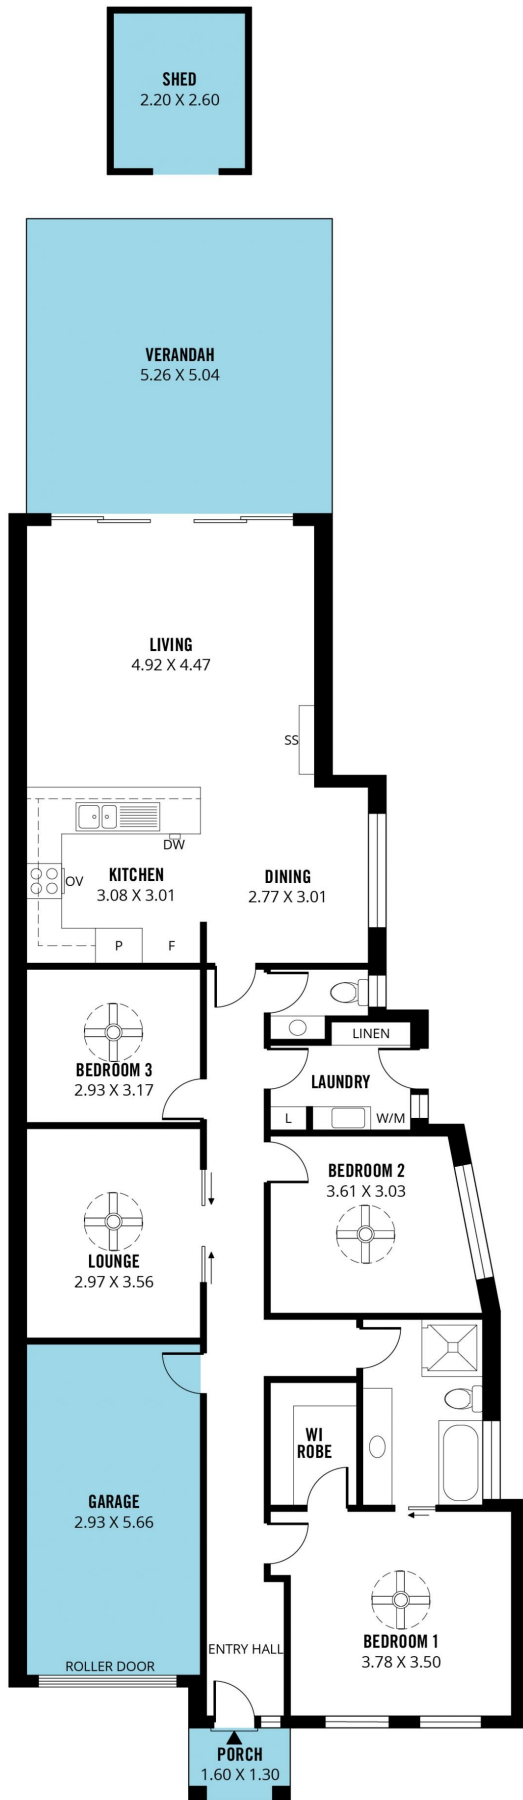 SHED
2.20 X 2.60
VERANDAH
5.26 X 5.04
LIVING
4.92 X 4.47
SS
DW
KITCHEN
3.08 X 3.01
OV
DINING
2.77 X 3.01
P
F
LINEN
BEDROOM 3
2.93 X 3.17
LAUNDRY
L
W/M
BEDROOM 2
3.61 X 3.03
LOUNGE
2.97 X 3.56
WI
ROBE
GARAGE
2.93 X 5.66
ENTRY HALL
BEDROOM 1
3.78 X 3.50
ROLLER DOOR
PORCH
1.60 X 1.30